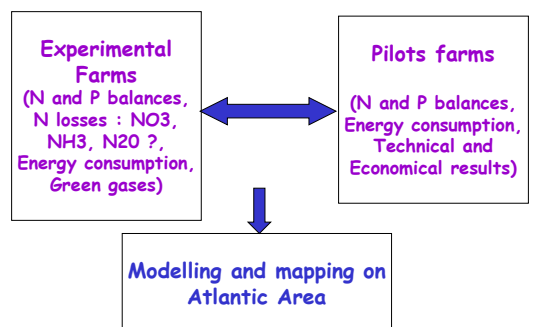 Experimental
Farms
(N and P balances,
N losses : NO3,
NH3, N20 ?,
Energy consumption,
Green gases)
Pilots farms
(N and P balances,
Energy consumption,
Technical and
Economical results)
Modelling and mapping on
Atlantic Area